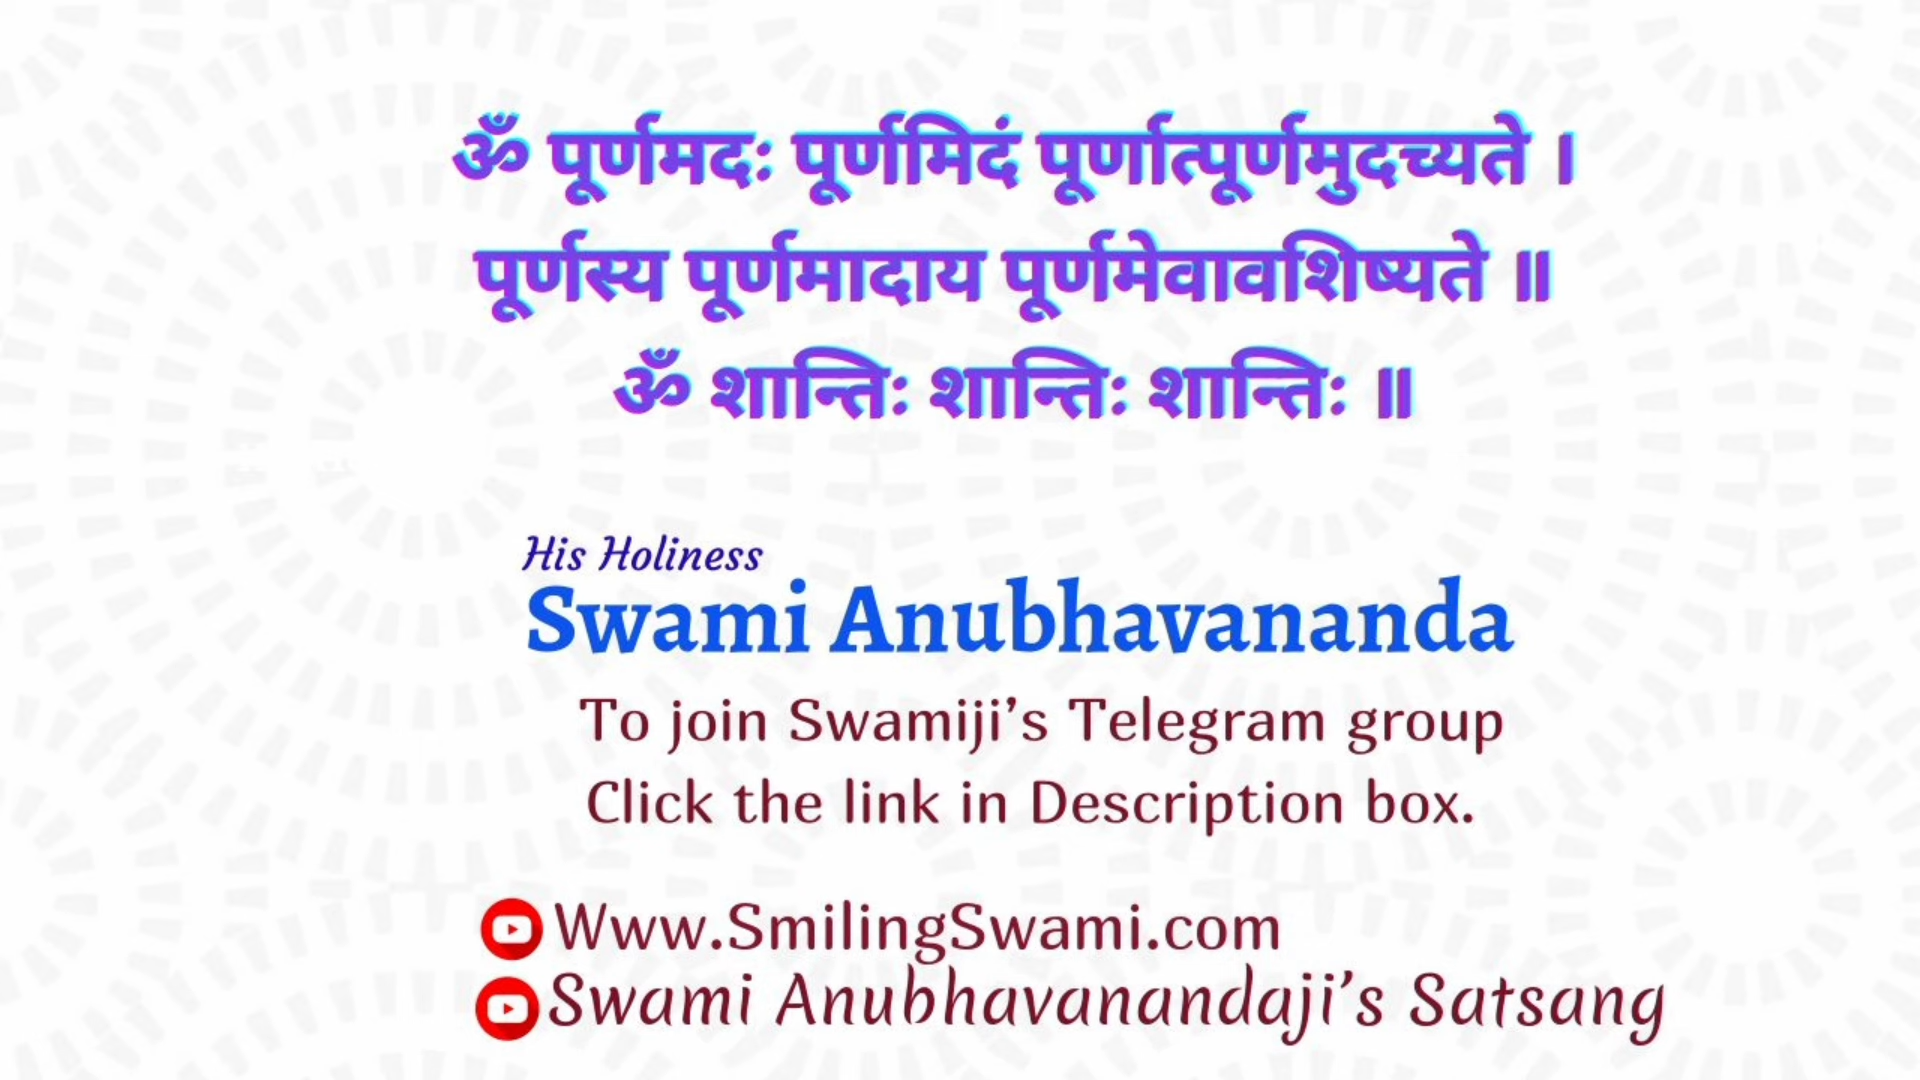 ॐ पूर्णमदः पूर्णमिदं पूर्णात्पूर्णमुदच्यते ।
पूर्णस्य पूर्णमादाय पूर्णमेवावशिष्यते ॥
ॐ शान्तिः शान्तिः शान्तिः ॥
His Holiness
Swami Anubhavananda
To join Swamiji’s Telegram group
Click the link in Description box.
Www.SmilingSwami.com
Swami Anubhavanandaji’s Satsang